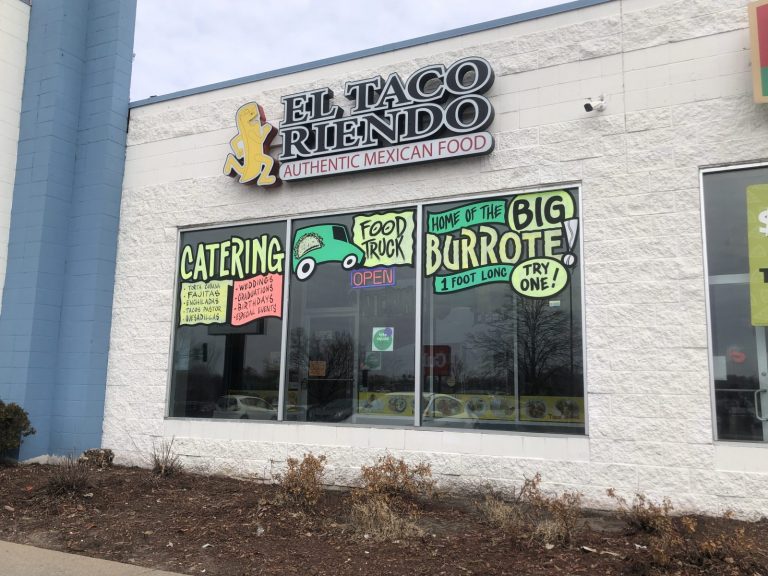 EL TACO
RIENDO
AUTHENTIC MEXICAN FOOD
CATERING
- TORTA CUBANA
- FAJITAS
- ENCHILADAS
- TACOS PASTOR
- QUESADILLAS
- WEDDINGS
- GRADUATIONS
- BIRTHDAYS
- ESPECIAL EVENTS
FOOD
TRUCK
OPEN
HOME OF THE BIG
BURROTE!
1 FOOT LONG
TRY
ONE!
$